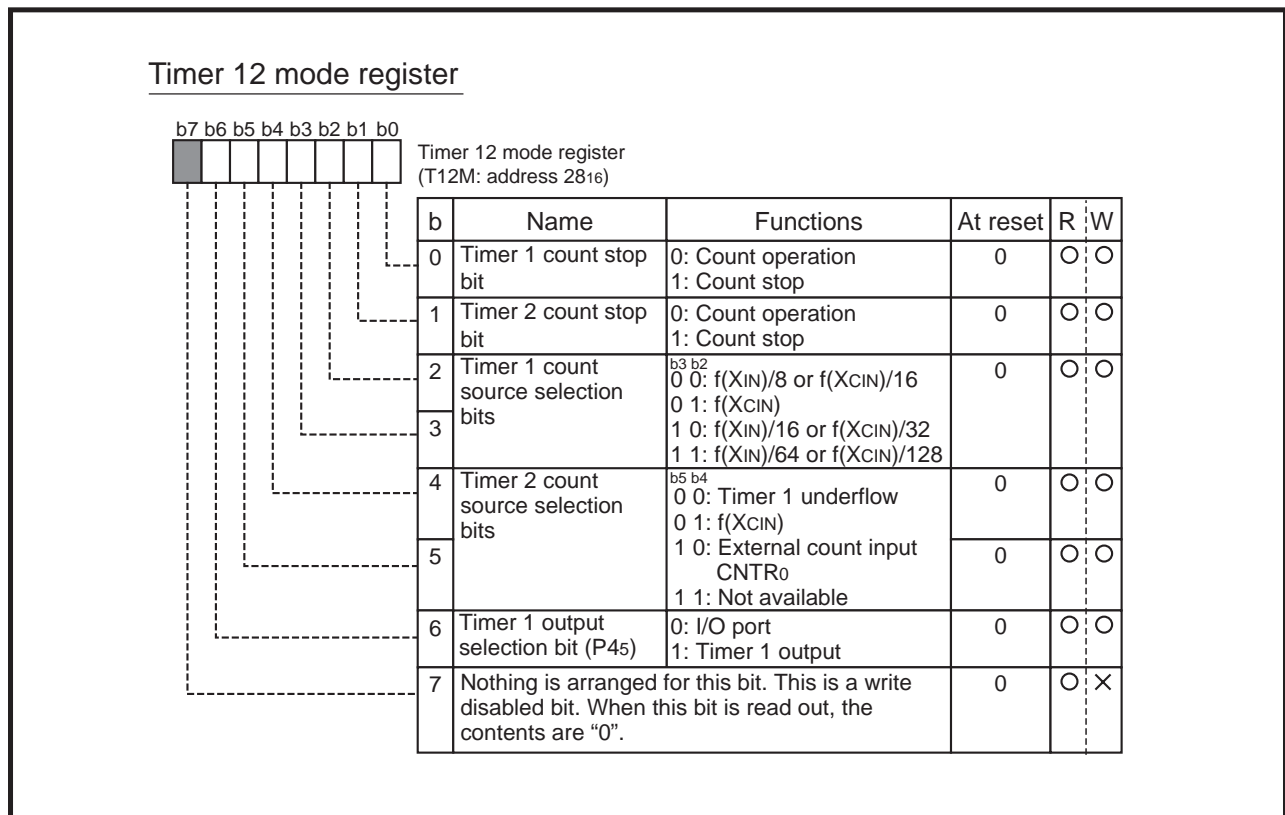 Timer 12 mode register
b7 b6 b5 b4 b3 b2 b1 b0
Timer 12 mode register
(T12M: address 2816)
b Name Functions At reset R W
0 Timer 1 count stop bit 0: Count operation 0 O O
1: Count stop
1 Timer 2 count stop bit 0: Count operation 0 O O
1: Count stop
2 Timer 1 count source selection bits b3 b2 0 O O
0 0: f(XIN)/8 or f(XCIN)/16
0 1: f(XCIN)
3 1 0: f(XIN)/16 or f(XCIN)/32
1 1: f(XIN)/64 or f(XCIN)/128
4 Timer 2 count source selection bits b5 b4 0 O O
0 0: Timer 1 underflow
0 1: f(XCIN)
5 1 0: External count input 0 O O
CNTR0
1 1: Not available
6 Timer 1 output 0: I/O port 0 O O
selection bit (P45) 1: Timer 1 output
7 Nothing is arranged for this bit. This is a write 0 O ×
disabled bit. When this bit is read out, the
contents are “0”.